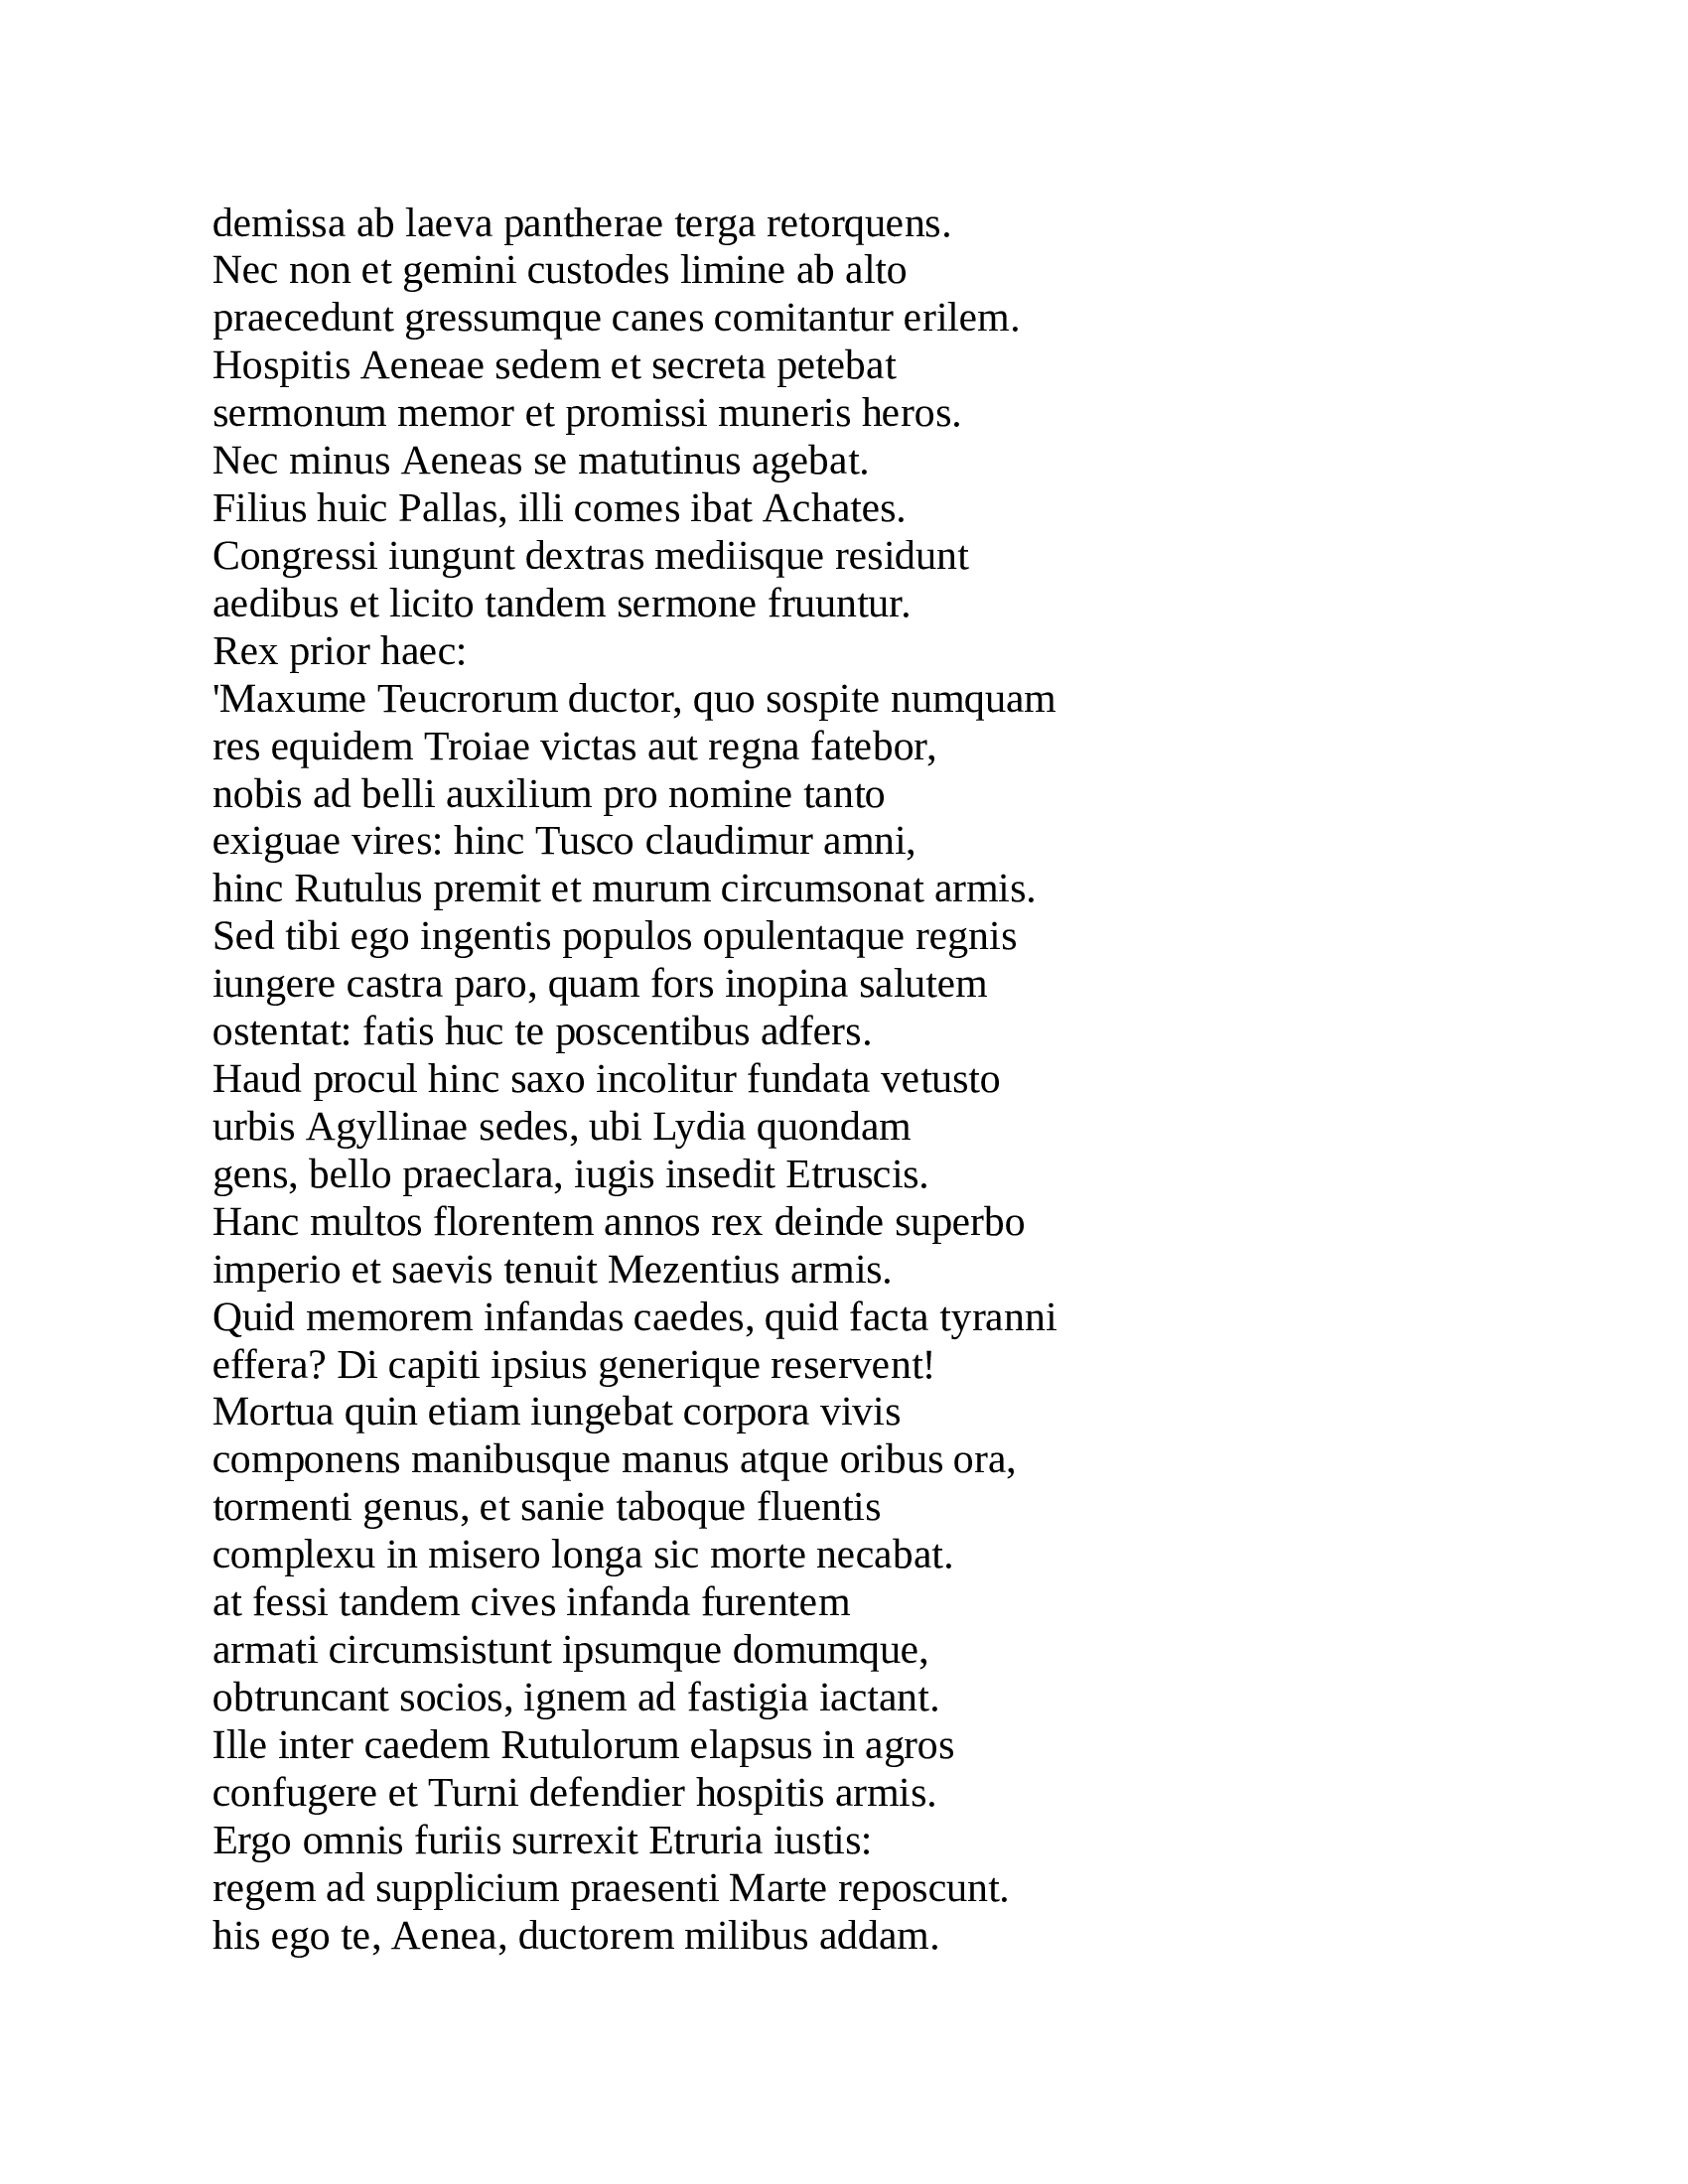 demissa ab laeva pantherae terga retorquens.
Nec non et gemini custodes limine ab alto
praecedunt gressumque canes comitantur erilem.
Hospitis Aeneae sedem et secreta petebat
sermonum memor et promissi muneris heros.
Nec minus Aeneas se matutinus agebat.
Filius huic Pallas, illi comes ibat Achates.
Congressi iungunt dextras mediisque residunt
aedibus et licito tandem sermone fruuntur.
Rex prior haec:
'Maxume Teucrorum ductor, quo sospite numquam
res equidem Troiae victas aut regna fatebor,
nobis ad belli auxilium pro nomine tanto
exiguae vires: hinc Tusco claudimur amni,
hinc Rutulus premit et murum circumsonat armis.
Sed tibi ego ingentis populos opulentaque regnis
iungere castra paro, quam fors inopina salutem
ostentat: fatis huc te poscentibus adfers.
Haud procul hinc saxo incolitur fundata vetusto
urbis Agyllinae sedes, ubi Lydia quondam
gens, bello praeclara, iugis insedit Etruscis.
Hanc multos florentem annos rex deinde superbo
imperio et saevis tenuit Mezentius armis.
Quid memorem infandas caedes, quid facta tyranni
effera? Di capiti ipsius generique reservent!
Mortua quin etiam iungebat corpora vivis
componens manibusque manus atque oribus ora,
tormenti genus, et sanie taboque fluentis
complexu in misero longa sic morte necabat.
at fessi tandem cives infanda furentem
armati circumsistunt ipsumque domumque,
obtruncant socios, ignem ad fastigia iactant.
Ille inter caedem Rutulorum elapsus in agros
confugere et Turni defendier hospitis armis.
Ergo omnis furiis surrexit Etruria iustis:
regem ad supplicium praesenti Marte reposcunt.
his ego te, Aenea, ductorem milibus addam.